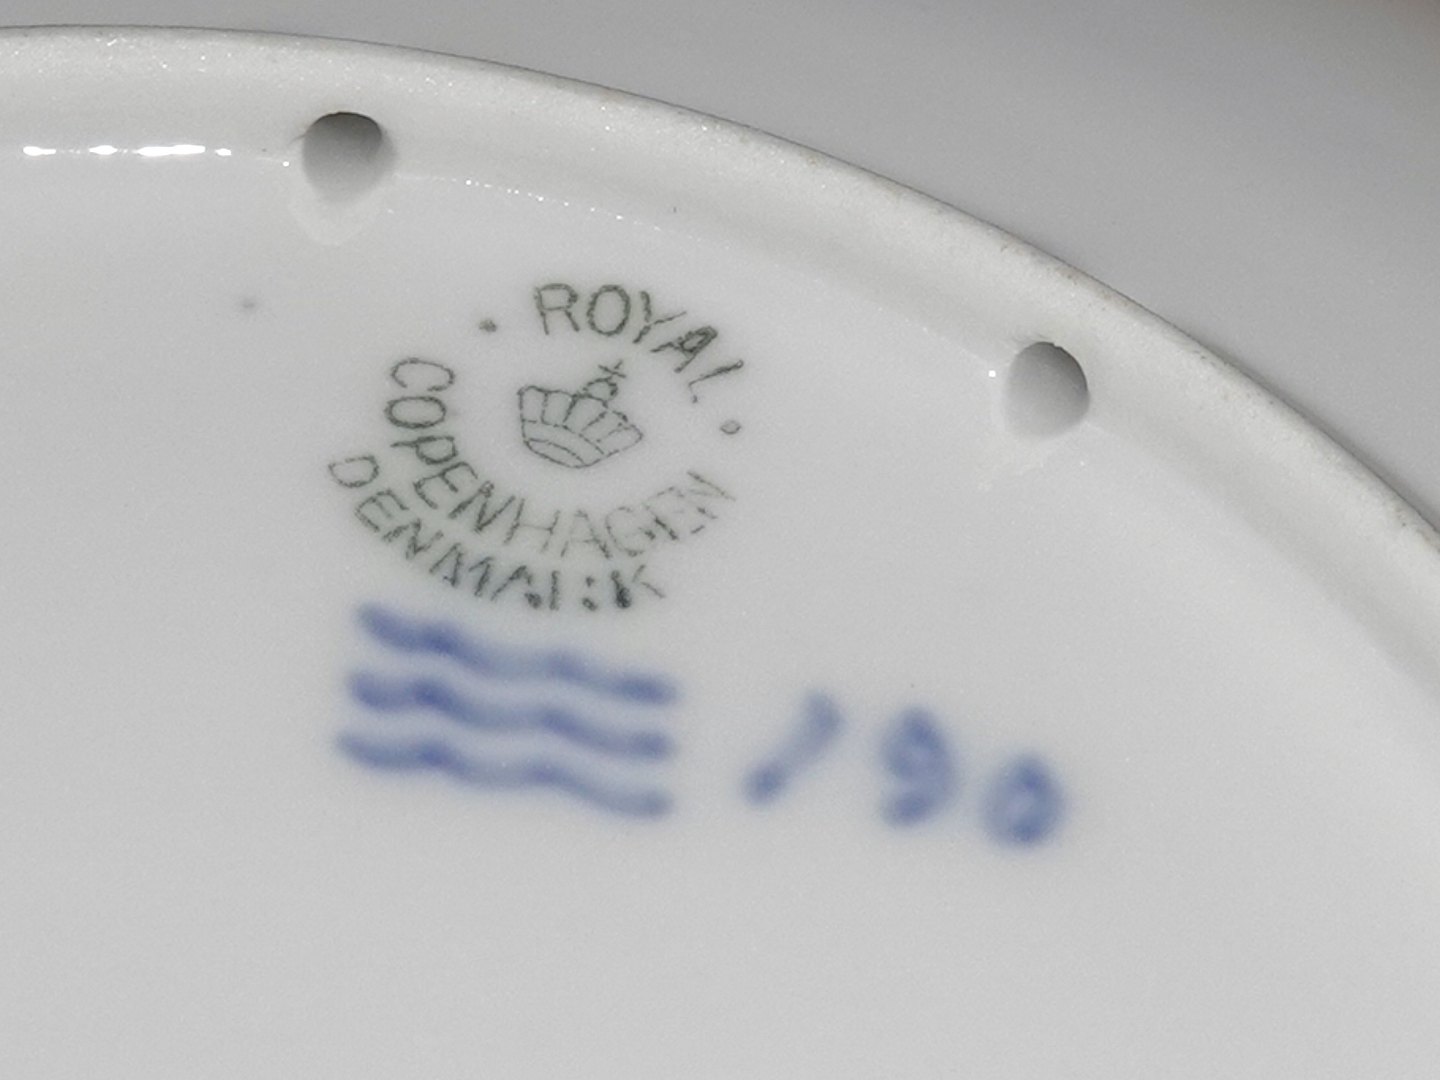 ROYAL
COPENHAGEN
DENMARK
190